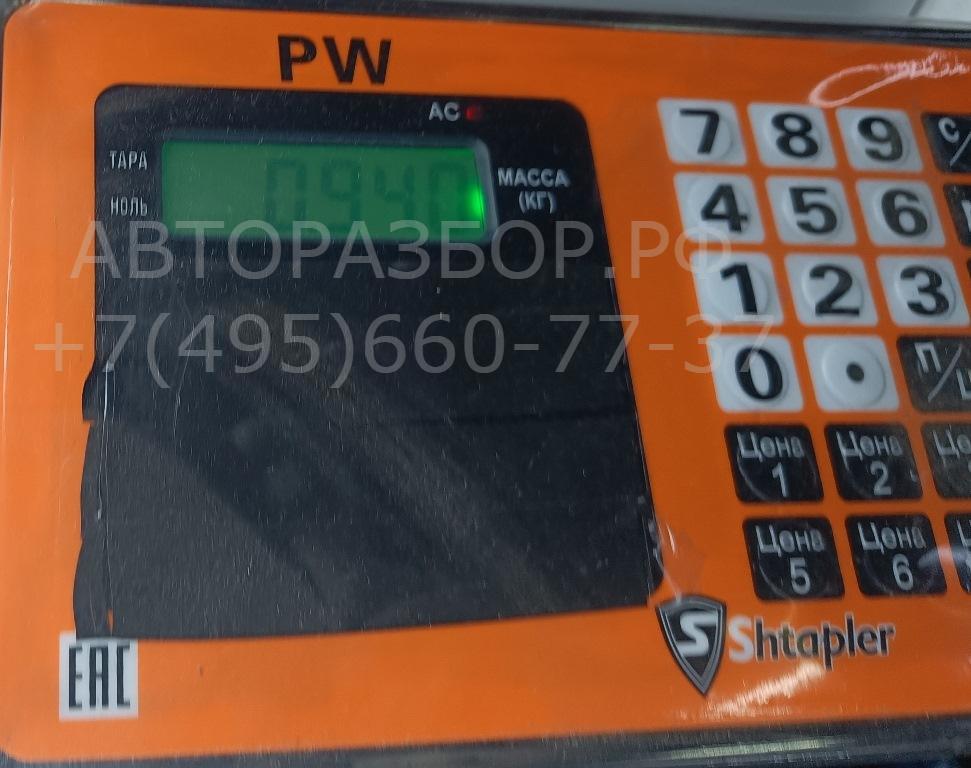 PW
AC
ТАРА
НОЛЬ
0.940
МАССА
(КГ)
7 8 9 С/
4 5 6
1 2 3
0 . П/Ц
АВТОРАЗБОР.РФ
+7(495)660-77-37
Цена 1
Цена 2
Цена 5
Цена 6
S Shtapler
EAC